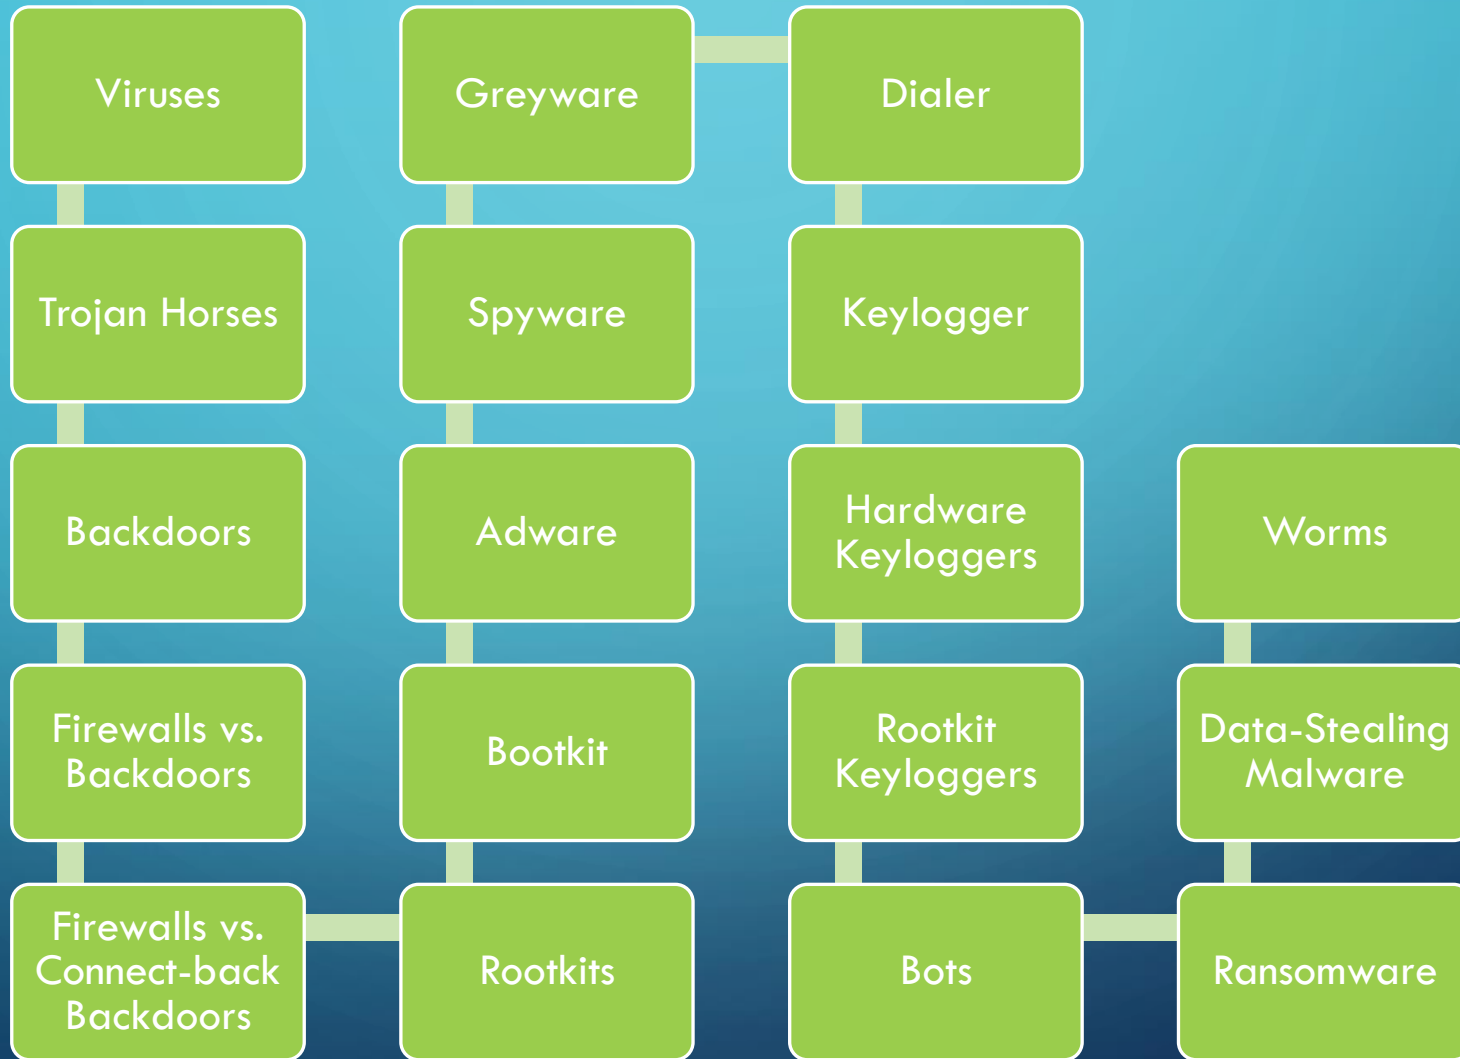 Viruses
Trojan Horses
Backdoors
Firewalls vs.
Backdoors
Firewalls vs.
Connect-back
Backdoors
Rootkits
Bootkit
Adware
Spyware
Greyware
Dialer
Keylogger
Hardware
Keyloggers
Rootkit
Keyloggers
Bots
Ransomware
Data-Stealing
Malware
Worms